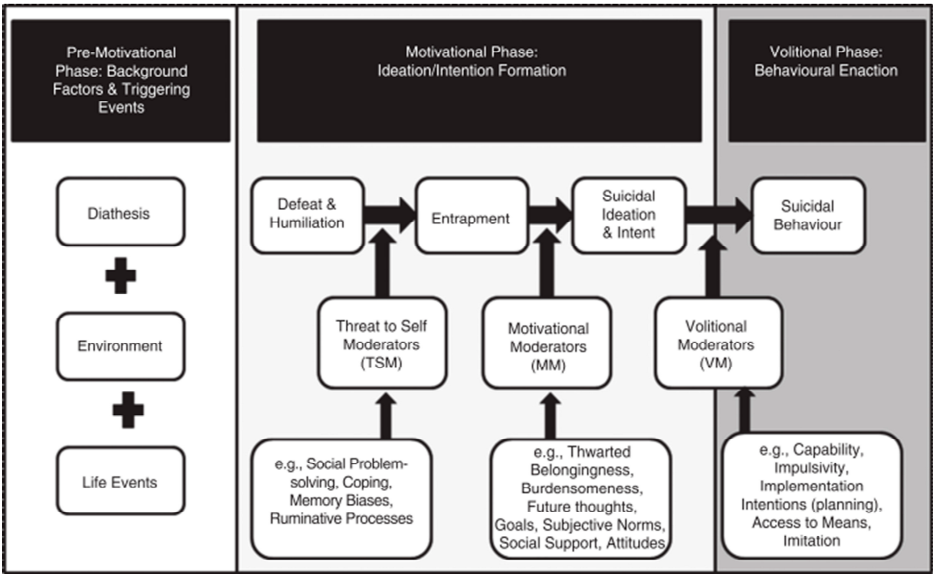 Pre-Motivational
Phase: Background
Factors & Triggering
Events
Motivational Phase:
Ideation/Intention Formation
Volitional Phase:
Behavioural Enaction
Diathesis
Environment
Life Events
Defeat &
Humiliation
Entrapment
Suicidal
Ideation
& Intent
Suicidal
Behaviour
Threat to Self
Moderators
(TSM)
Motivational
Moderators
(MM)
Volitional
Moderators
(VM)
e.g., Social Problem-
solving, Coping,
Memory Biases,
Ruminative Processes
e.g., Thwarted
Belongingness,
Burdensomeness,
Future thoughts,
Goals, Subjective Norms,
Social Support, Attitudes
e.g., Capability,
Impulsivity,
Implementation
Intentions (planning),
Access to Means,
Imitation